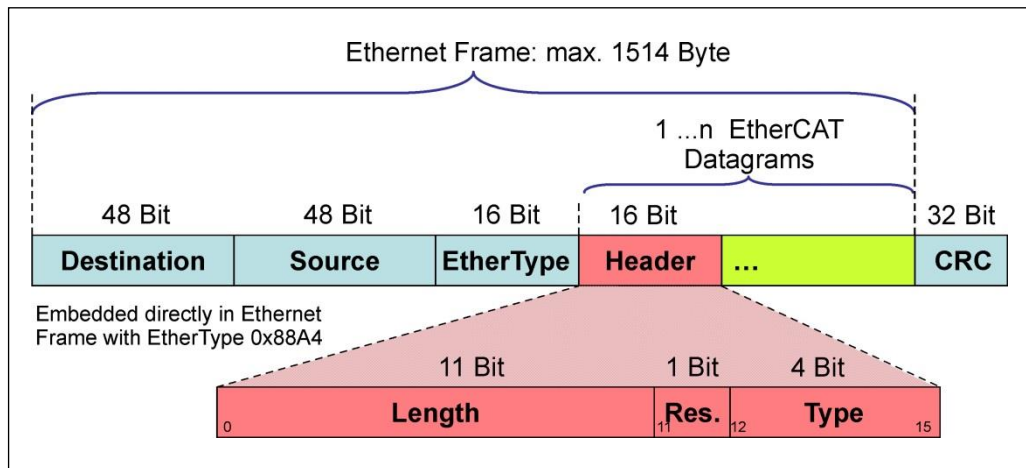 Ethernet Frame: max. 1514 Byte
1 ...n EtherCAT
Datagrams
48 Bit 48 Bit 16 Bit 16 Bit 32 Bit
Destination Source EtherType Header ... CRC
Embedded directly in Ethernet
Frame with EtherType 0x88A4
11 Bit 1 Bit 4 Bit
Length Res. Type
0 11 12 15